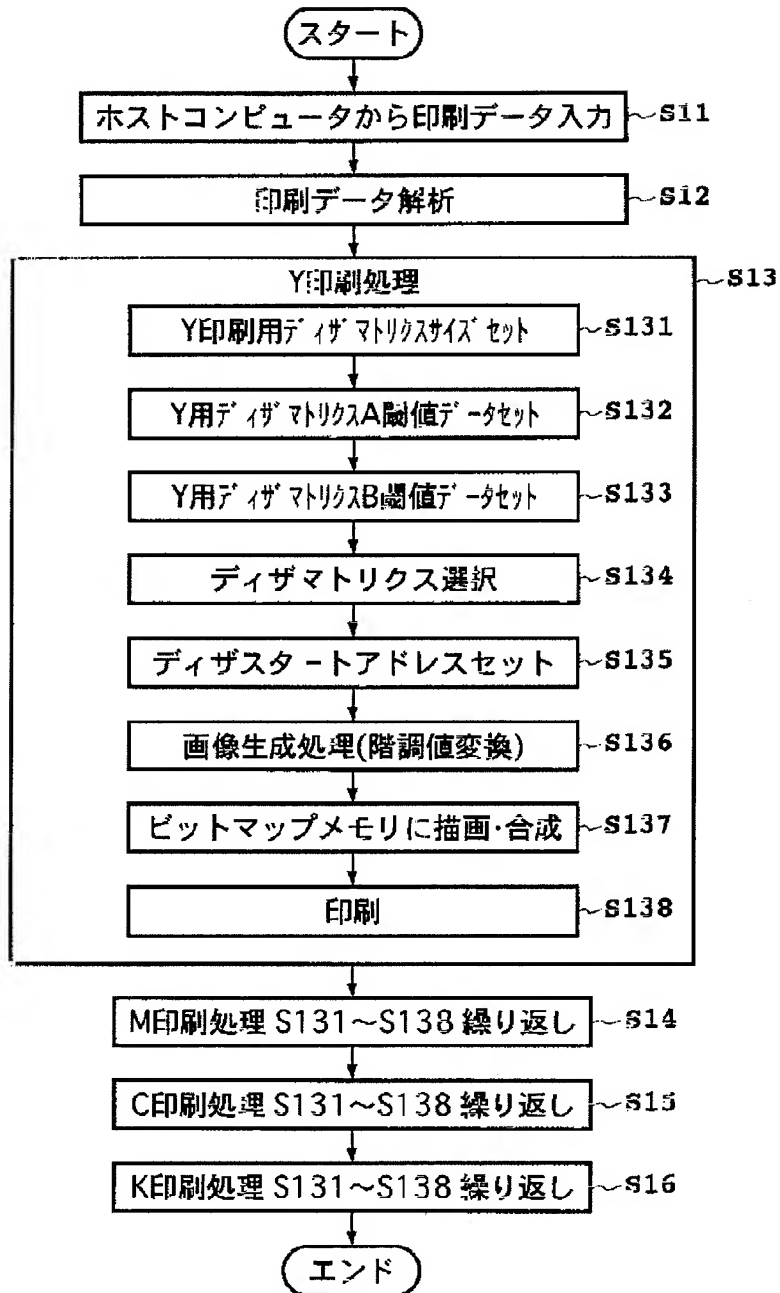 スタート
ホストコンピュータから印刷データ入力 ~S11
印刷データ解析 ~S12
Y印刷処理 ~S13
Y印刷用ディザマトリクスサイズセット ~S131
Y用ディザマトリクスA閾値データセット ~S132
Y用ディザマトリクスB閾値データセット ~S133
ディザマトリクス選択 ~S134
ディザスタートアドレスセット ~S135
画像生成処理(階調値変換) ~S136
ビットマップメモリに描画・合成 ~S137
印刷 ~S138
M印刷処理 S131~S138 繰り返し ~S14
C印刷処理 S131~S138 繰り返し ~S15
K印刷処理 S131~S138 繰り返し ~S16
エンド